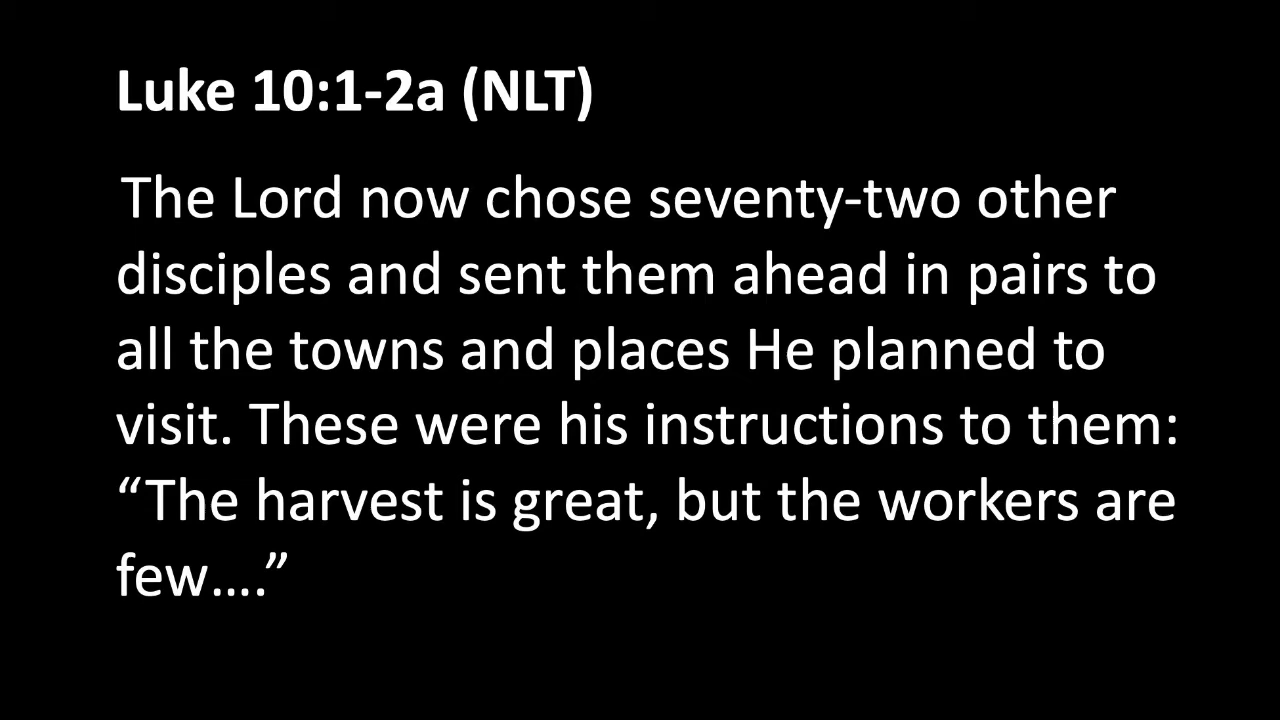 Luke 10:1-2a (NLT)
The Lord now chose seventy-two other
disciples and sent them ahead in pairs to
all the towns and places He planned to
visit. These were his instructions to them:
“The harvest is great, but the workers are
few….”